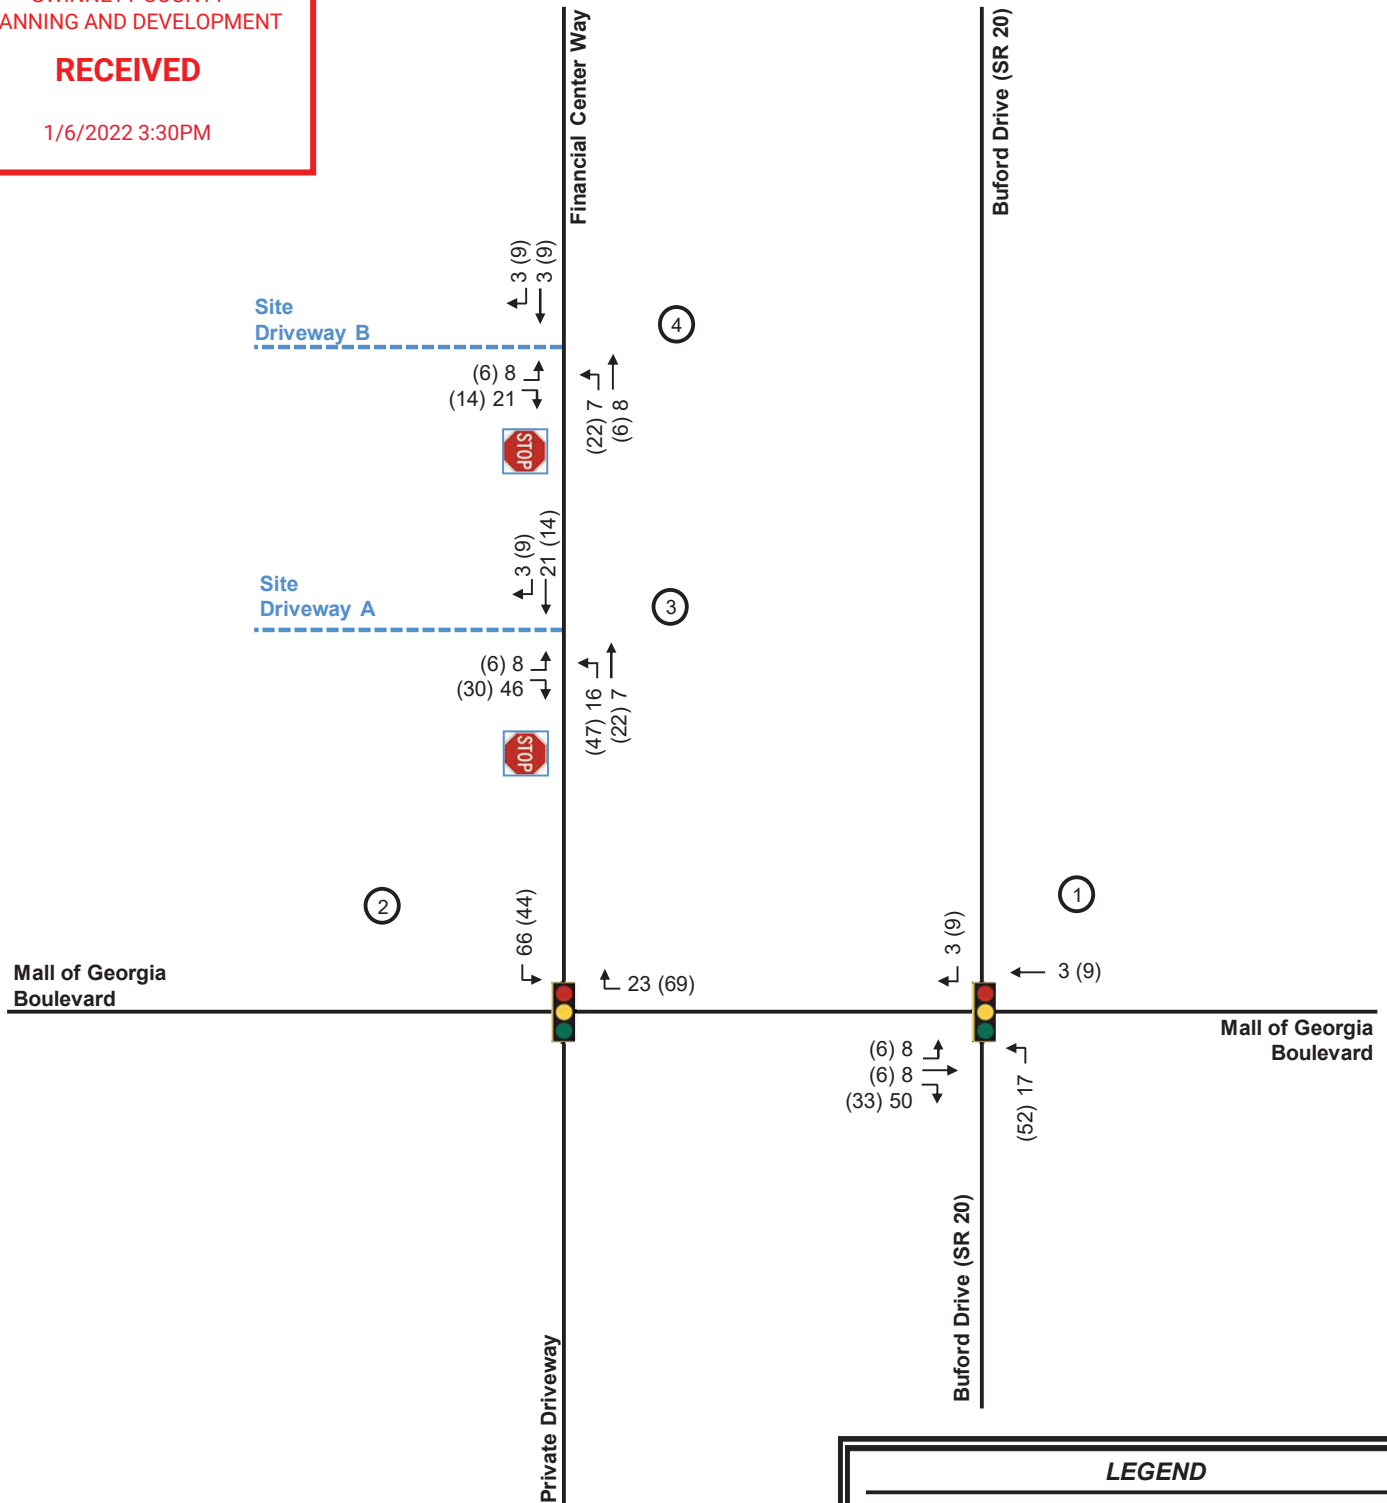 ANNING AND DEVELOPMENT
RECEIVED
1/6/2022 3:30PM
Financial Center Way
Buford Drive (SR 20)
3 (9)
3 (9)
Site
Driveway B
4
(6) 8
(14) 21
(22) 7
(6) 8
STOP
3 (9)
21 (14)
Site
Driveway A
3
(6) 8
(30) 46
(47) 16
(22) 7
STOP
2
66 (44)
23 (69)
1
3 (9)
3 (9)
Mall of Georgia
Boulevard
Mall of Georgia
Boulevard
(6) 8
(6) 8
(33) 50
(52) 17
Buford Drive (SR 20)
Private Driveway
LEGEND